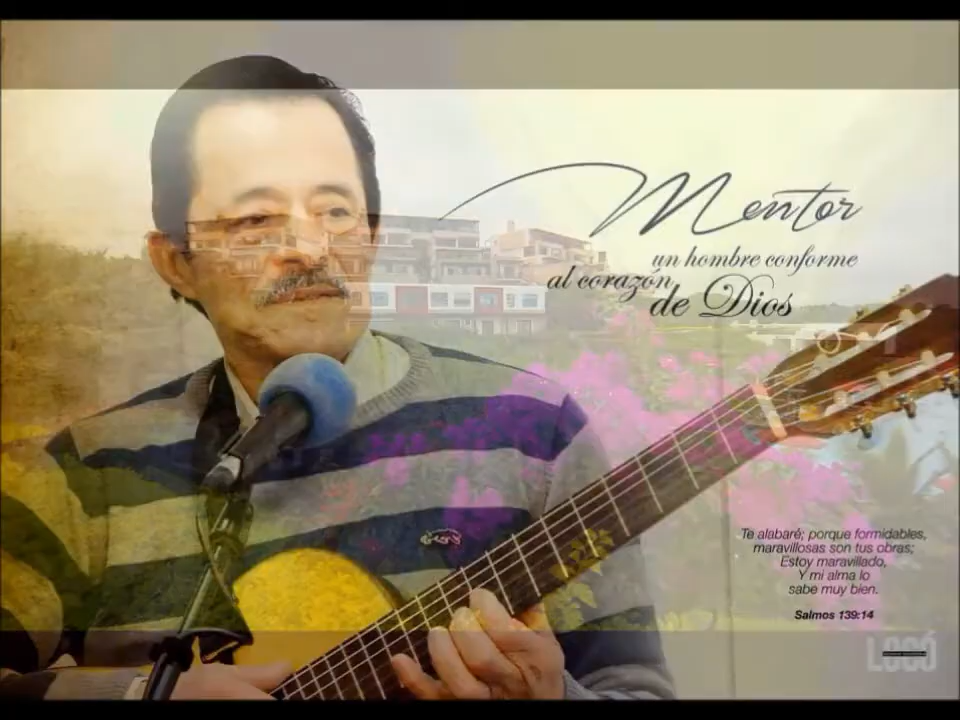 Mentor
un hombre conforme
al corazón
de Dios
Te alabaré; porque formidables,
maravillosas son tus obras;
Estoy maravillado,
Y mi alma lo
sabe muy bien.
Salmos 139:14
LOCÓ